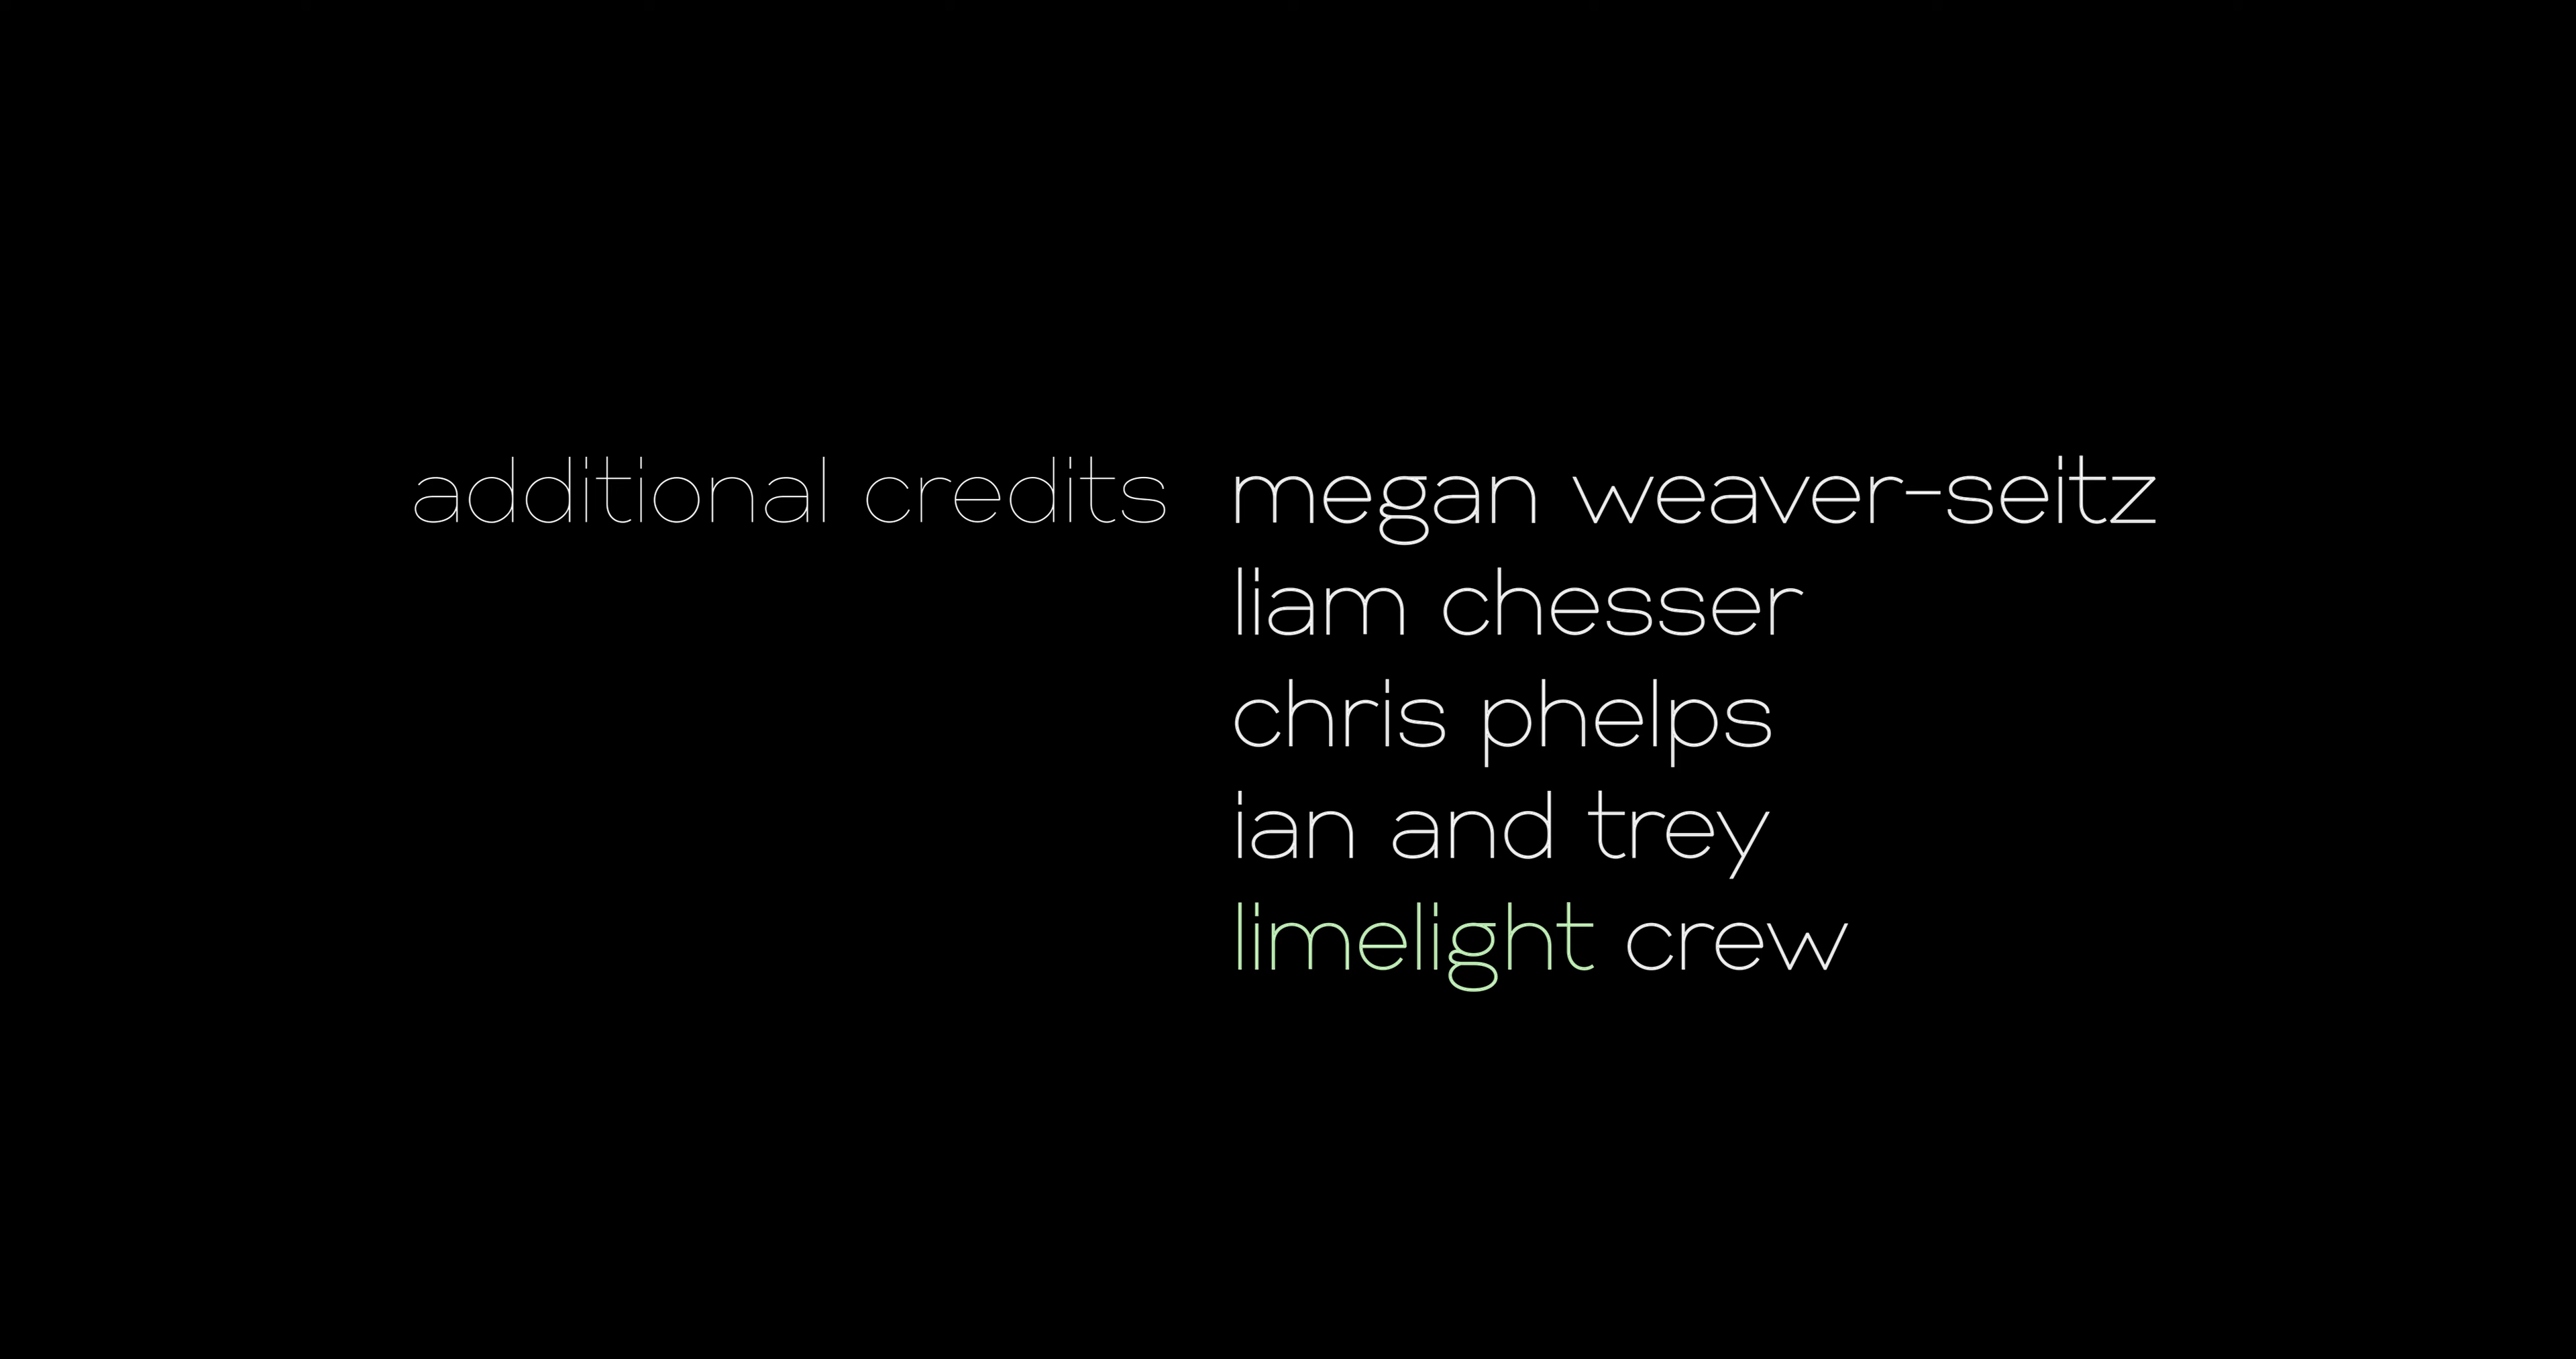 additional credits megan weaver-seitz
liam chesser
chris phelps
ian and trey
limelight crew